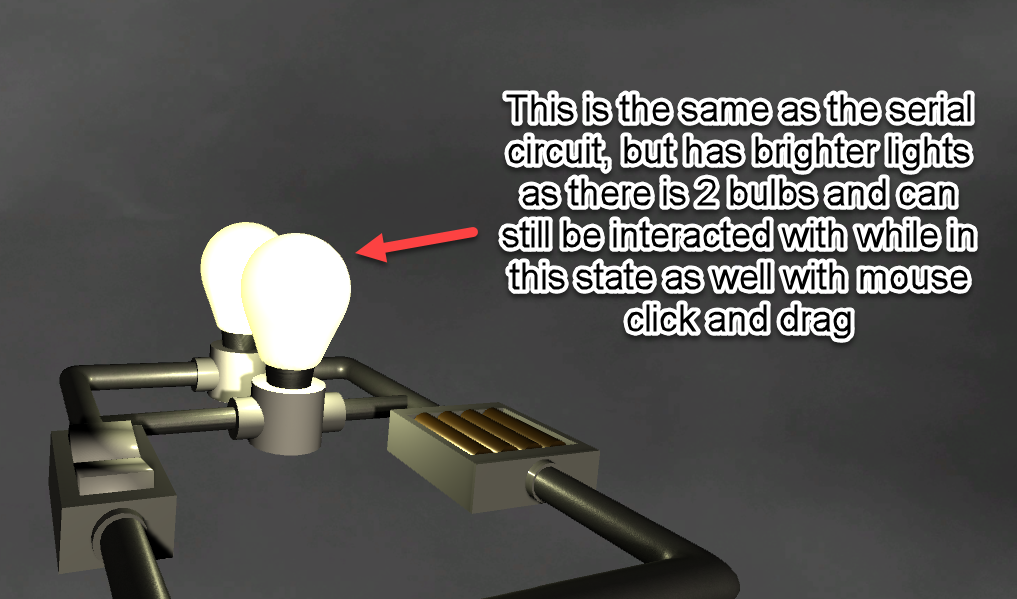 This is the same as the serial
circuit, but has brighter lights
as there is 2 bulbs and can
still be interacted with while in
this state as well with mouse
click and drag